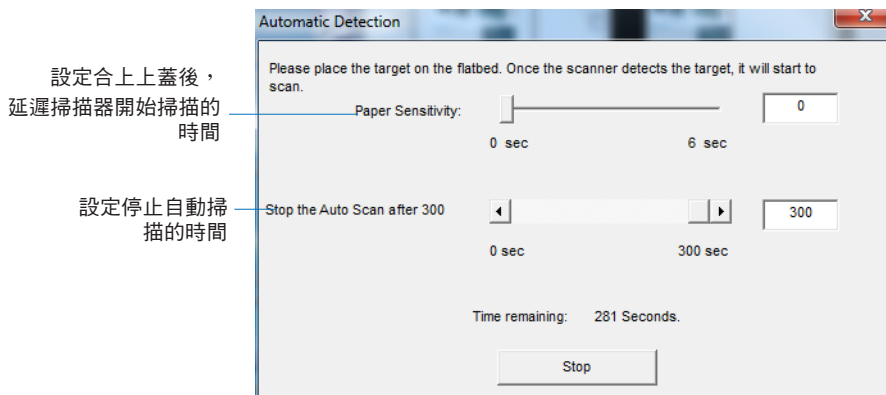 Automatic Detection
X
設定合上上蓋後，
延遲掃描器開始掃描的
時間
Please place the target on the flatbed. Once the scanner detects the target, it will start to
scan.
Paper Sensitivity:
0
0 sec
6 sec
設定停止自動掃
描的時間
Stop the Auto Scan after 300
300
0 sec
300 sec
Time remaining: 281 Seconds.
Stop